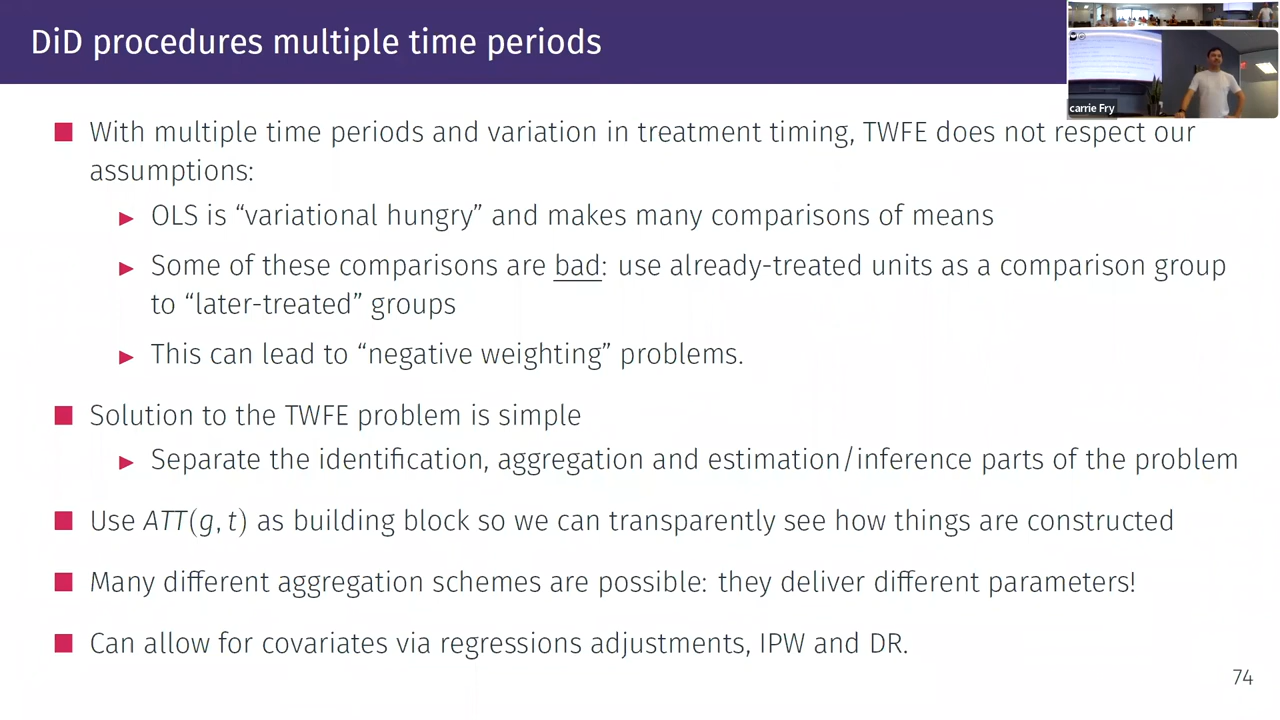 DiD procedures multiple time periods
carrie Fry
With multiple time periods and variation in treatment timing, TWFE does not respect our
assumptions:
OLS is “variational hungry” and makes many comparisons of means
Some of these comparisons are bad: use already-treated units as a comparison group
to “later-treated” groups
This can lead to “negative weighting” problems.
Solution to the TWFE problem is simple
Separate the identification, aggregation and estimation/inference parts of the problem
Use ATT(g, t) as building block so we can transparently see how things are constructed
Many different aggregation schemes are possible: they deliver different parameters!
Can allow for covariates via regressions adjustments, IPW and DR.
74